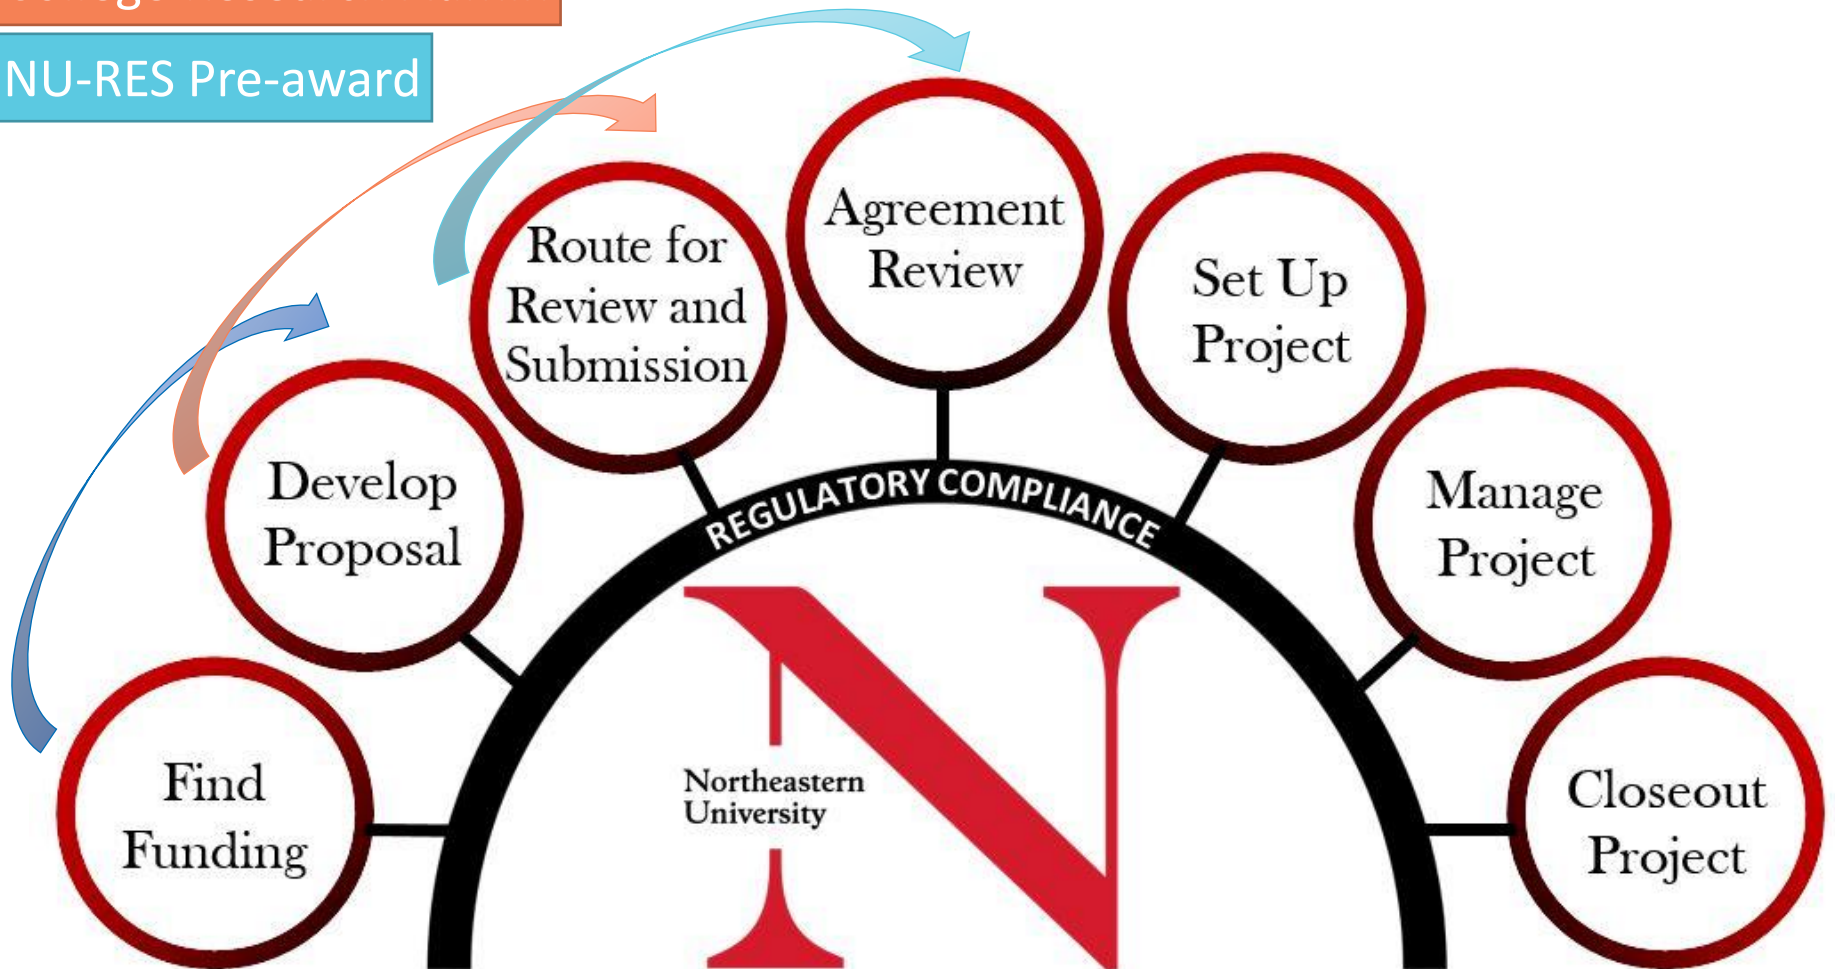 NU-RES Pre-award
Agreement
Review
Route for
Review and
Submission
Set Up
Project
Develop
Proposal
Manage
Project
REGULATORY COMPLIANCE
Find
Funding
Northeastern
University
Closeout
Project